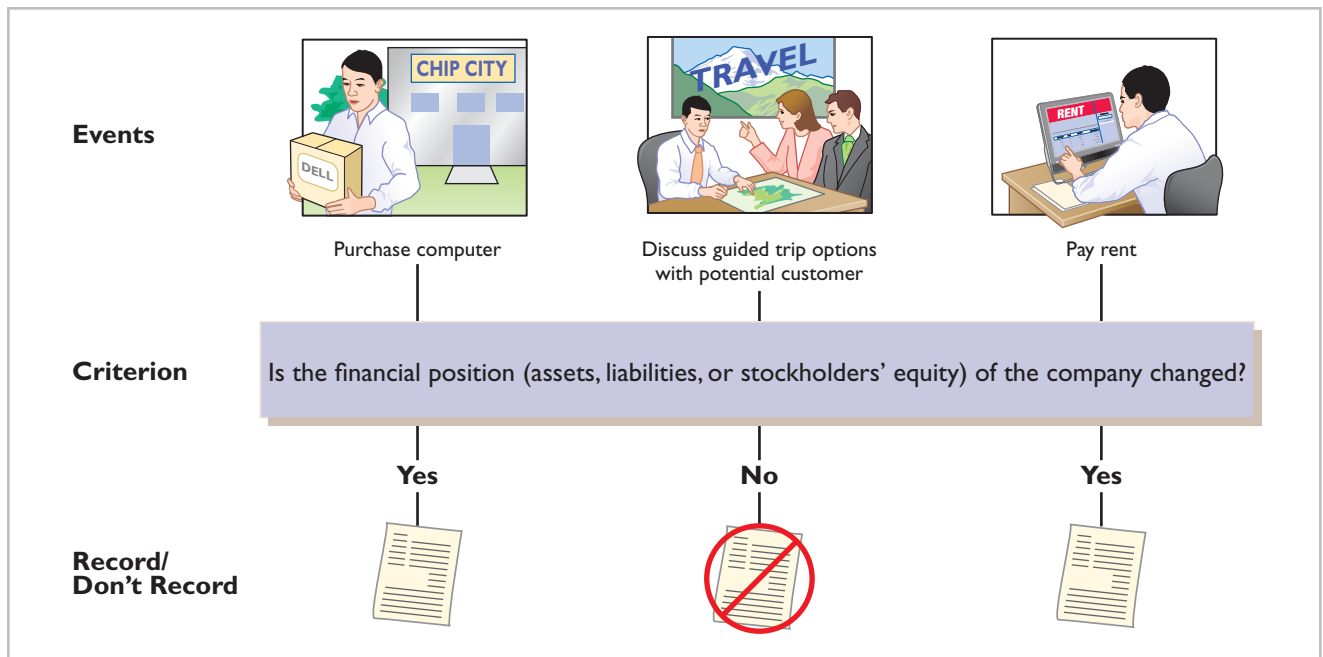 Events
CHIP CITY
DELL
TRAVEL
RENT
Purchase computer
Discuss guided trip options
with potential customer
Pay rent
Criterion
Is the financial position (assets, liabilities, or stockholders’ equity) of the company changed?
Yes
No
Yes
Record/
Don’t Record